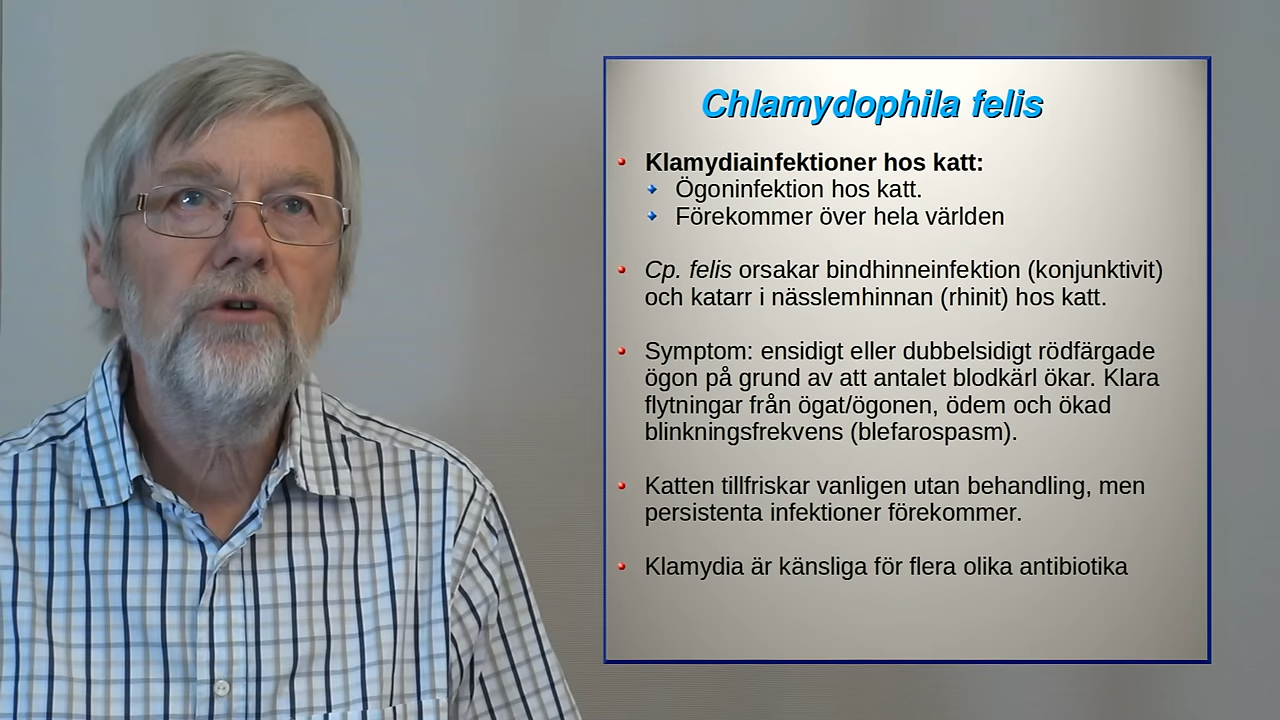 Chlamydophila felis
Klamydiainfektioner hos katt:
Ögoninfektion hos katt.
Förekommer över hela världen
Cp. felis orsakar bindhinneinfektion (konjunktivit)
och katarr i nässlemhinnan (rhinit) hos katt.
Symptom: ensidigt eller dubbelsidigt rödfärgade
ögon på grund av att antalet blodkärl ökar. Klara
flytningar från ögat/ögonen, ödem och ökad
blinkningsfrekvens (blefarospasm).
Katten tillfriskar vanligen utan behandling, men
persistenta infektioner förekommer.
Klamydia är känsliga för flera olika antibiotika